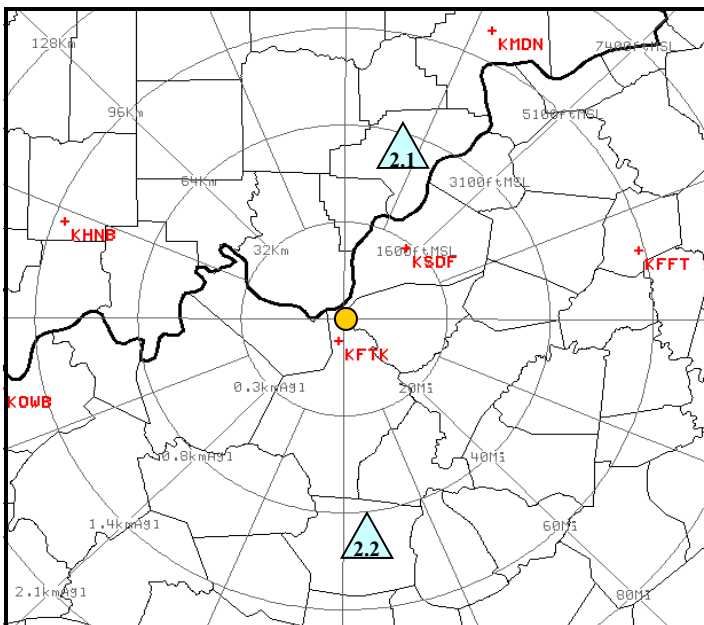 128Km
KMDN
7400ftMSL
96Km
5100ftMSL
2.1
64Km
3100ftMSL
KHNB
32Km
1600ftMSL
KSDF
KFFT
KFTK
0.3kmAgl
20Mi
KOWB
0.8kmAgl
40Mi
1.4kmAgl
60Mi
2.2
2.1kmAgl
80Mi